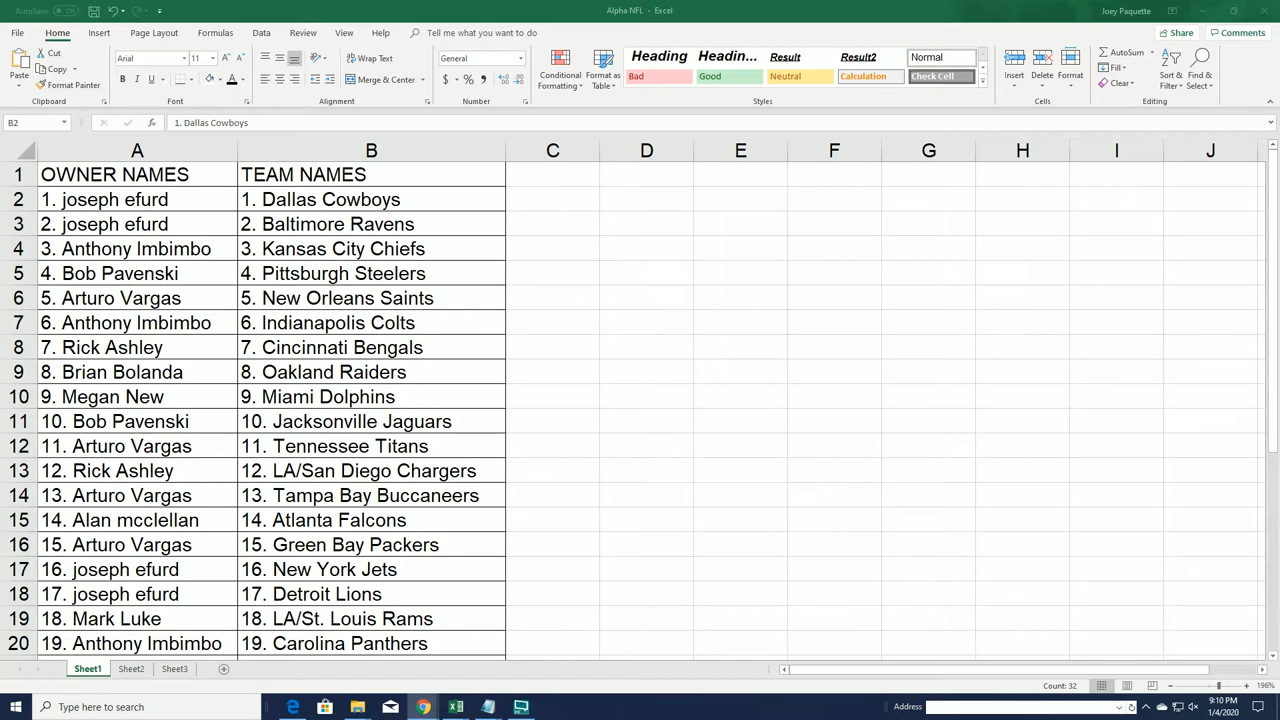 AutoSave Off
Alpha NFL - Excel
Joey Paquette
File Home Insert Page Layout Formulas Data Review View Help Tell me what you want to do
Share Comments
Paste Cut Copy Format Painter
Clipboard
Arial 11
B I U
Font
Wrap Text
Merge & Center
Alignment
General
$ %
Number
Conditional Formatting
Format as Table
Heading Headin... Result Result2 Normal
Bad Good Neutral Calculation Check Cell
Styles
Insert Delete Format
Cells
AutoSum
Fill
Clear
Sort & Filter
Find & Select
Editing
B2 fx 1. Dallas Cowboys
A B C D E F G H I J
1 OWNER NAMES TEAM NAMES
2 1. joseph efurd 1. Dallas Cowboys
3 2. joseph efurd 2. Baltimore Ravens
4 3. Anthony Imbimbo 3. Kansas City Chiefs
5 4. Bob Pavenski 4. Pittsburgh Steelers
6 5. Arturo Vargas 5. New Orleans Saints
7 6. Anthony Imbimbo 6. Indianapolis Colts
8 7. Rick Ashley 7. Cincinnati Bengals
9 8. Brian Bolanda 8. Oakland Raiders
10 9. Megan New 9. Miami Dolphins
11 10. Bob Pavenski 10. Jacksonville Jaguars
12 11. Arturo Vargas 11. Tennessee Titans
13 12. Rick Ashley 12. LA/San Diego Chargers
14 13. Arturo Vargas 13. Tampa Bay Buccaneers
15 14. Alan mcclellan 14. Atlanta Falcons
16 15. Arturo Vargas 15. Green Bay Packers
17 16. joseph efurd 16. New York Jets
18 17. joseph efurd 17. Detroit Lions
19 18. Mark Luke 18. LA/St. Louis Rams
20 19. Anthony Imbimbo 19. Carolina Panthers
Sheet1 Sheet2 Sheet3
Count: 32 196%
Type here to search
Address
9:10 PM
1/4/2020